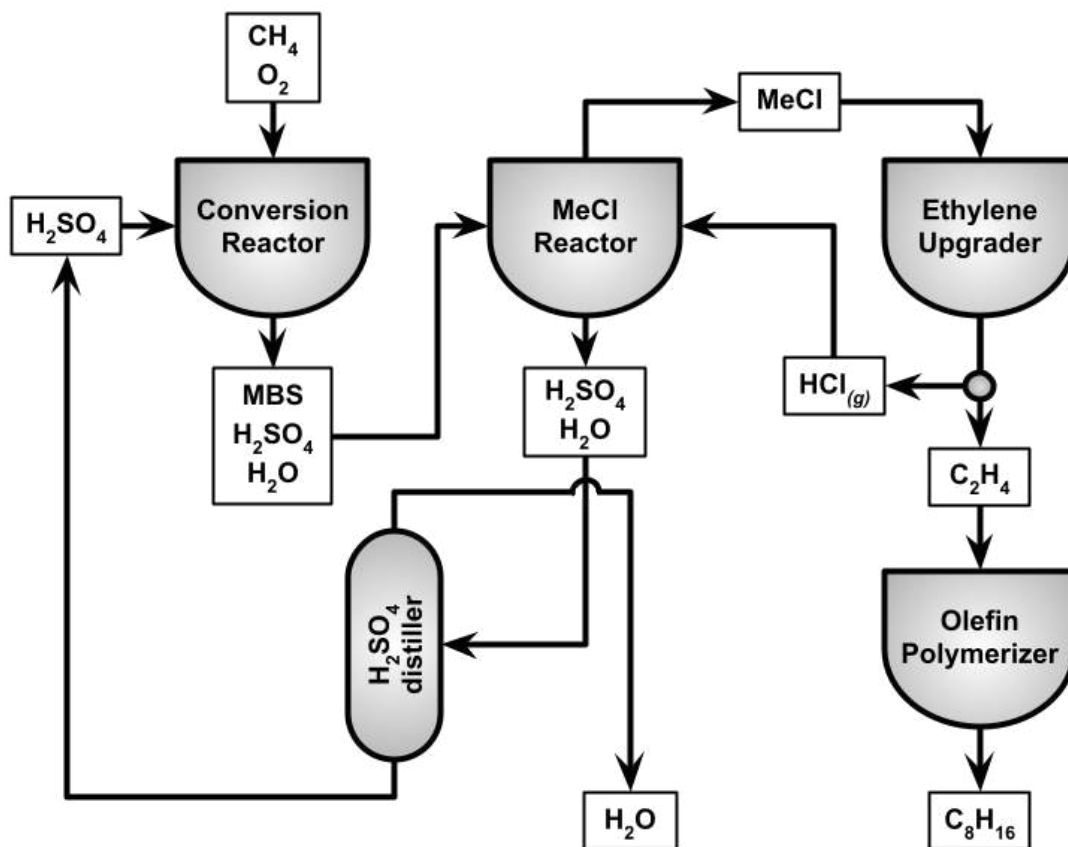 CH₄
O₂
MeCl
H₂SO₄
Conversion
Reactor
MeCl
Reactor
Ethylene
Upgrader
MBS
H₂SO₄
H₂O
H₂SO₄
H₂O
HCl(g)
C₂H₄
H₂SO₄
distiller
Olefin
Polymerizer
H₂O
C₈H₁₆